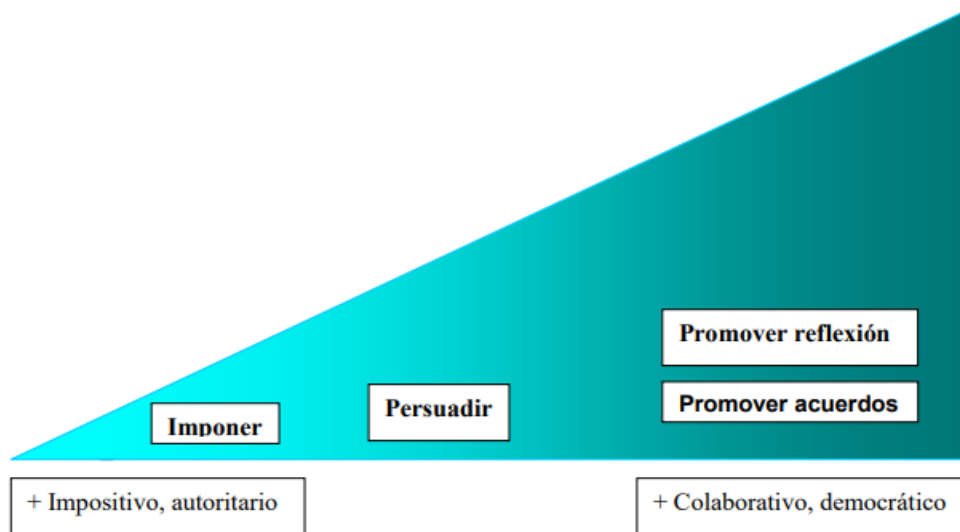 Promover reflexión
Promover acuerdos
Persuadir
Imponer
+ Impositivo, autoritario
+ Colaborativo, democrático